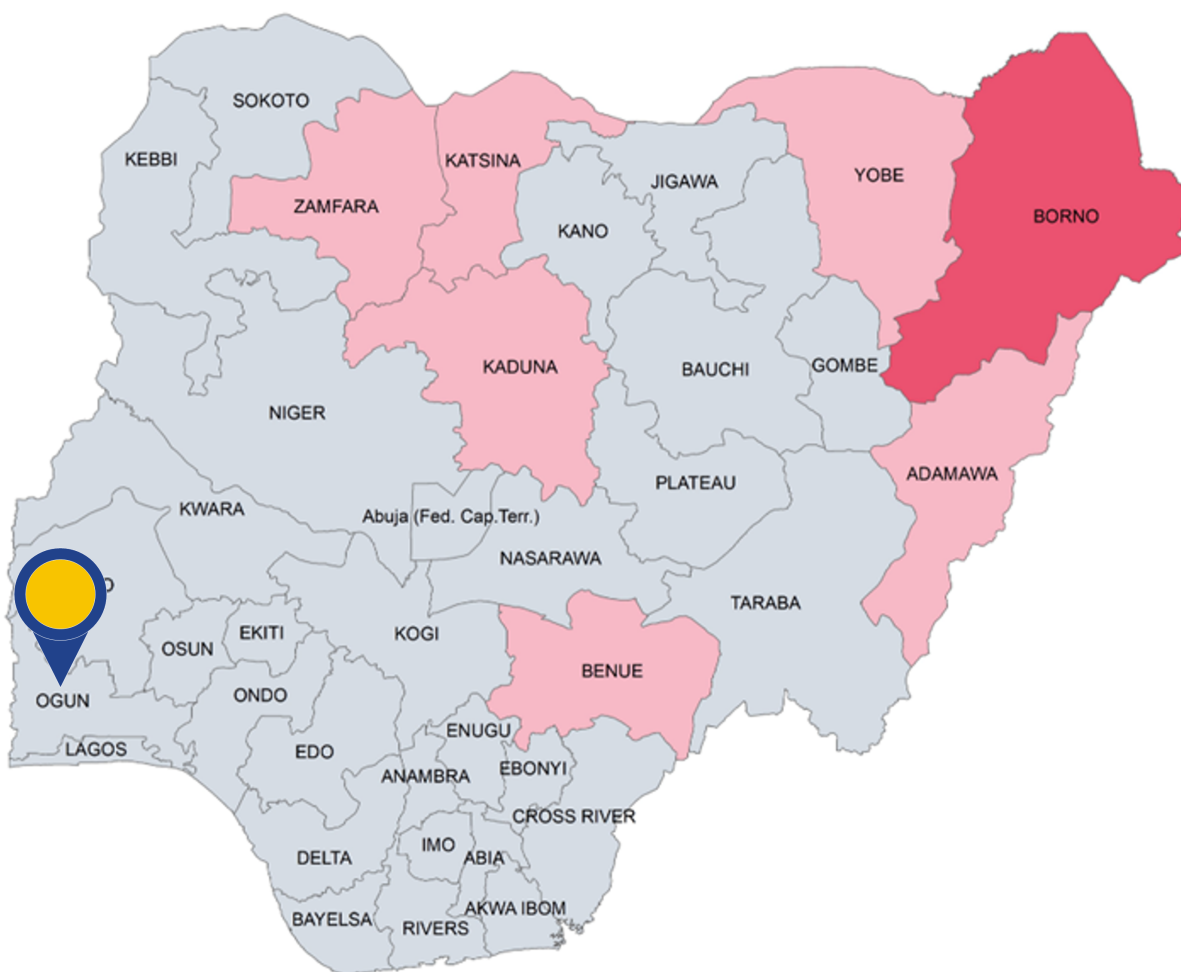 SOKOTO
KEBBI
KATSINA
ZAMFARA
JIGAWA
YOBE
KANO
BORNO
KADUNA
BAUCHI
GOMBE
NIGER
ADAMAWA
PLATEAU
KWARA
Abuja (Fed. Cap.Terr.)
NASARAWA
TARABA
OSUN
EKITI
KOGI
BENUE
OGUN
ONDO
ENUGU
LAGOS
EDO
EBONYI
ANAMBRA
CROSS RIVER
IMO
ABIA
DELTA
AKWA IBOM
BAYELSA
RIVERS